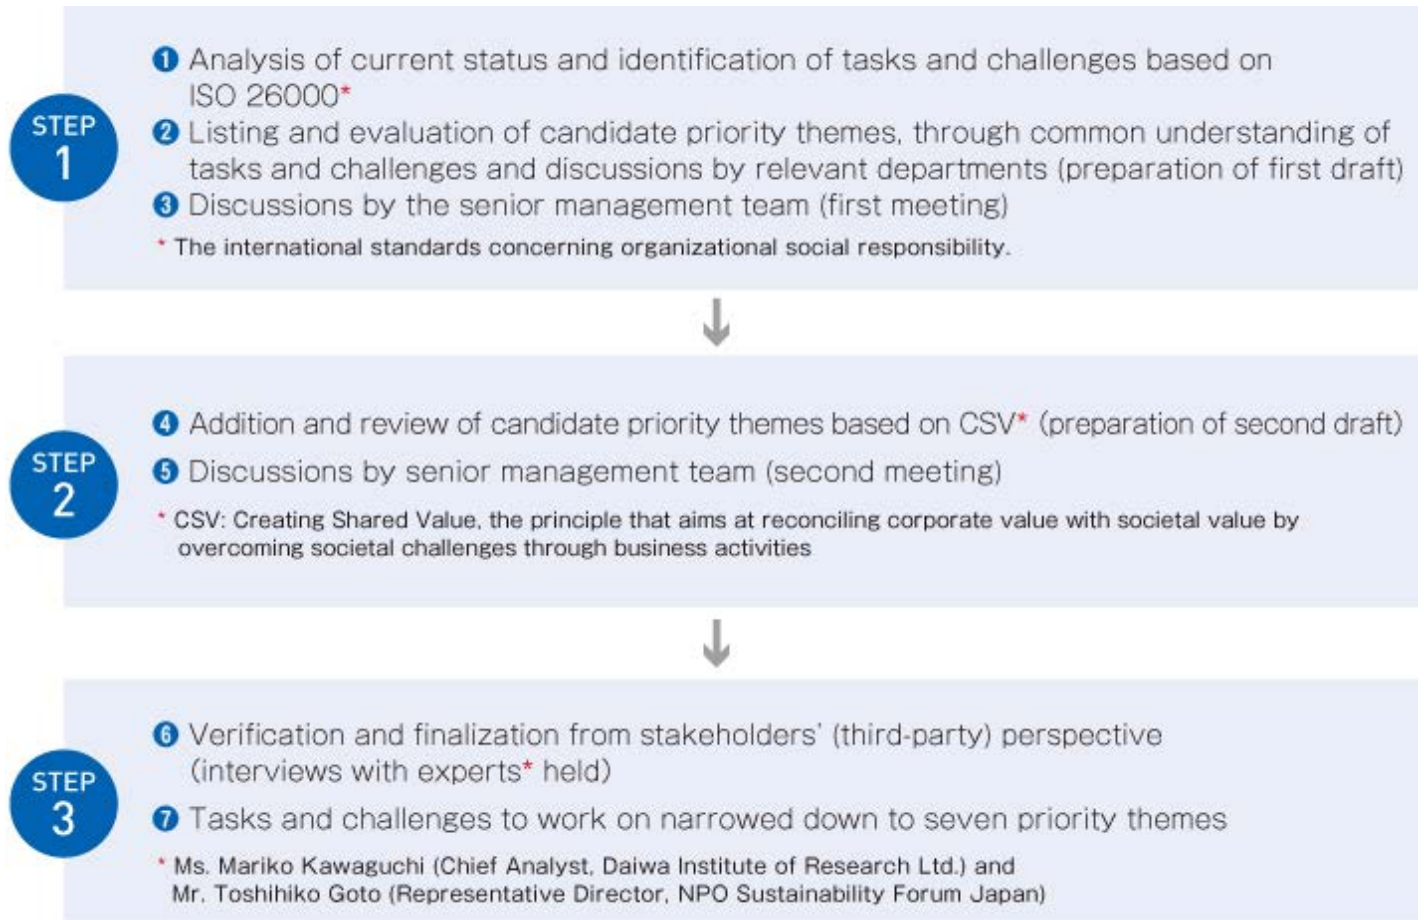 STEP
1
❶ Analysis of current status and identification of tasks and challenges based on
ISO 26000*
❷ Listing and evaluation of candidate priority themes, through common understanding of
tasks and challenges and discussions by relevant departments (preparation of first draft)
❸ Discussions by the senior management team (first meeting)
* The international standards concerning organizational social responsibility.
↓
STEP
2
❹ Addition and review of candidate priority themes based on CSV* (preparation of second draft)
❺ Discussions by senior management team (second meeting)
* CSV: Creating Shared Value, the principle that aims at reconciling corporate value with societal value by
overcoming societal challenges through business activities
↓
STEP
3
❻ Verification and finalization from stakeholders' (third-party) perspective
(interviews with experts* held)
❼ Tasks and challenges to work on narrowed down to seven priority themes
* Ms. Mariko Kawaguchi (Chief Analyst, Daiwa Institute of Research Ltd.) and
Mr. Toshihiko Goto (Representative Director, NPO Sustainability Forum Japan)